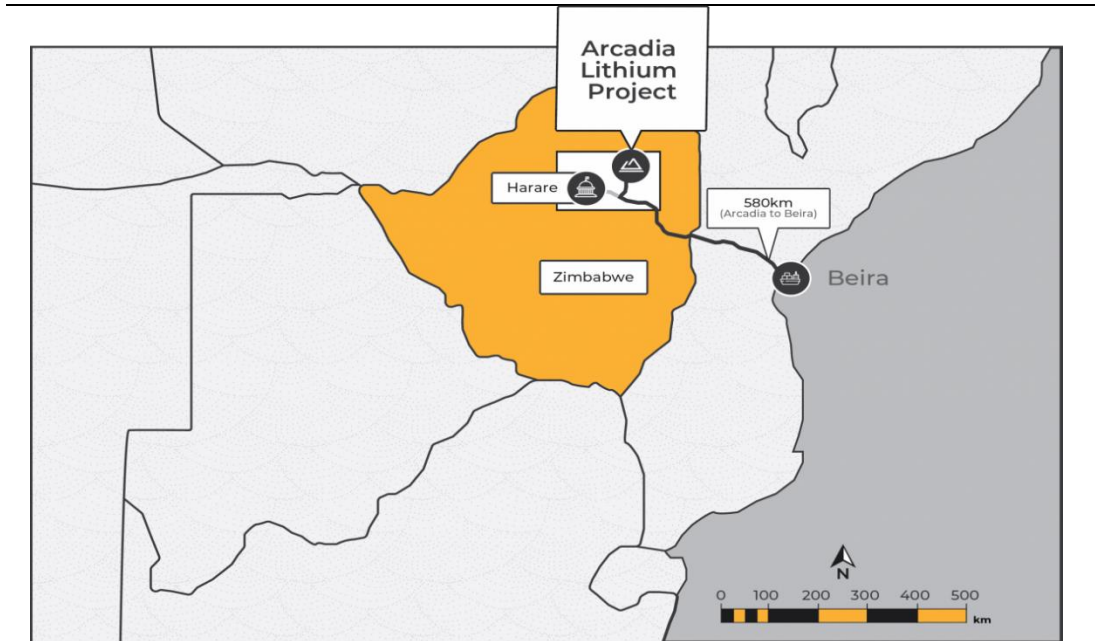 Arcadia
Lithium
Project
Harare
580km
(Arcadia to Beira)
Zimbabwe
Beira
N
0 100 200 300 400 500
km